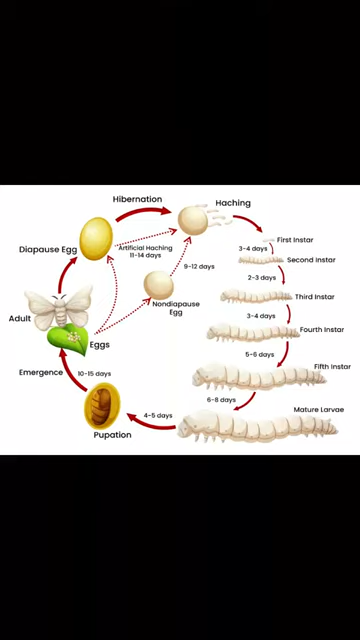 Hibernation
Haching
Diapause Egg
Artificial Haching
11-14 days
9-12 days
Nondiapause
Egg
First Instar
3-4 days
Second Instar
2-3 days
Third Instar
3-4 days
Fourth Instar
5-6 days
Fifth Instar
6-8 days
Mature Larvae
4-5 days
Pupation
10-15 days
Emergence
Eggs
Adult